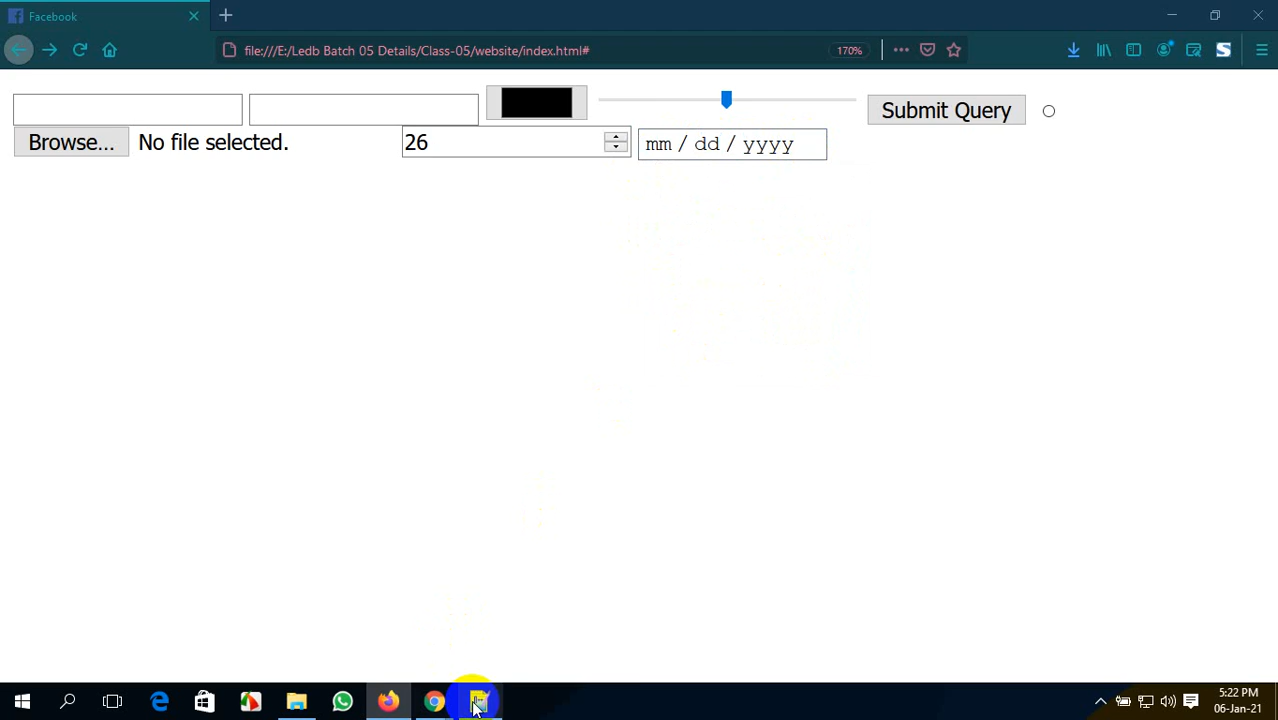 Facebook
file:///E:/Ledb Batch 05 Details/Class-05/website/index.html#
170%
Submit Query
Browse... No file selected.
26
mm / dd / yyyy
5:22 PM
06-Jan-21